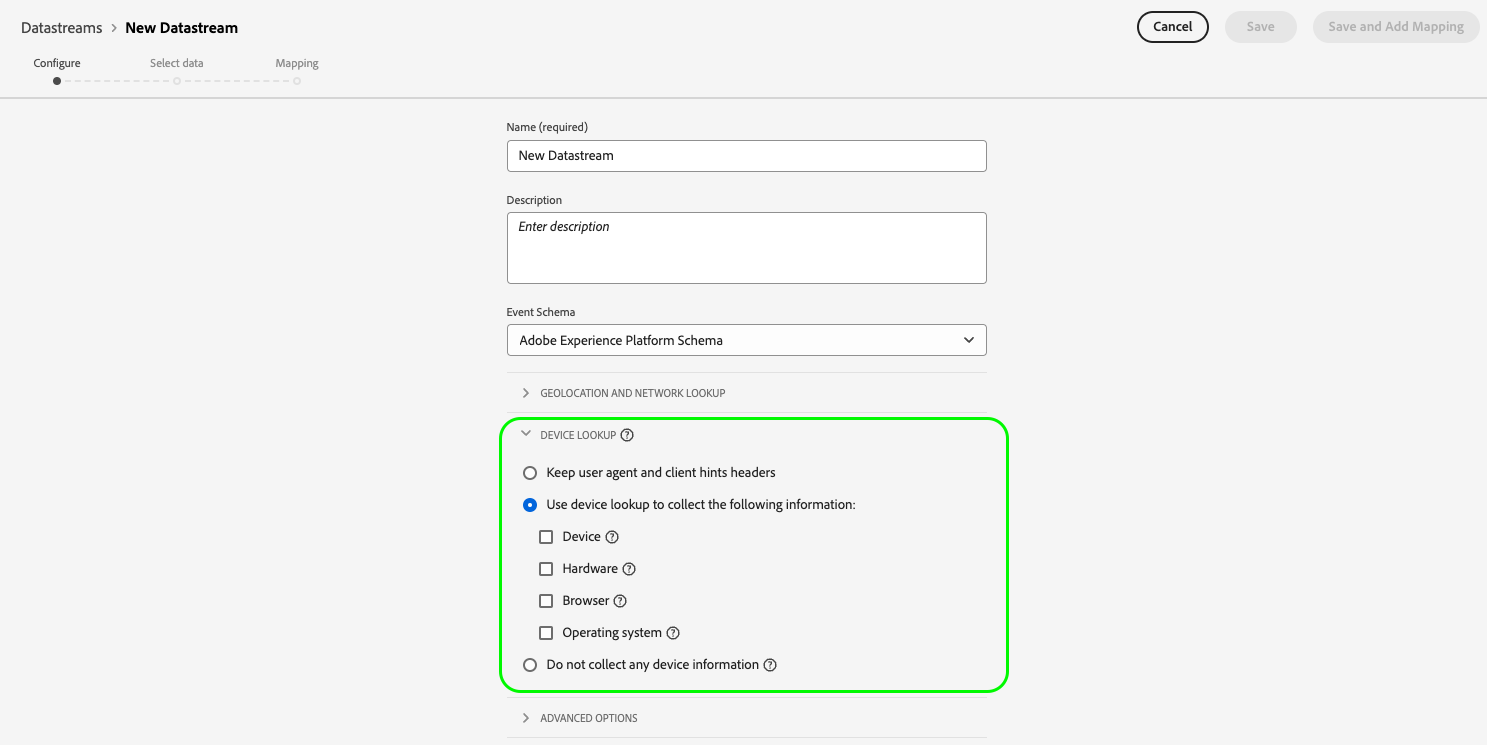 Datastreams > New Datastream
Cancel
Save
Save and Add Mapping
Configure
Select data
Mapping
Name (required)
New Datastream
Description
Enter description
Event Schema
Adobe Experience Platform Schema
GEOLOCATION AND NETWORK LOOKUP
DEVICE LOOKUP ?
Keep user agent and client hints headers
Use device lookup to collect the following information:
Device ?
Hardware ?
Browser ?
Operating system ?
Do not collect any device information ?
ADVANCED OPTIONS